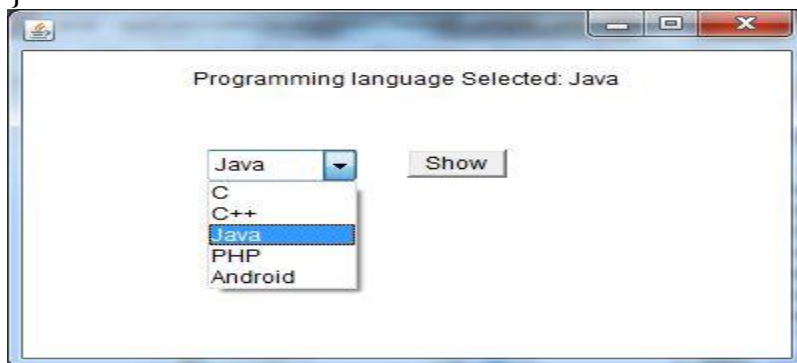 }
Programming language Selected: Java
Java
Show
C
C++
Java
PHP
Android